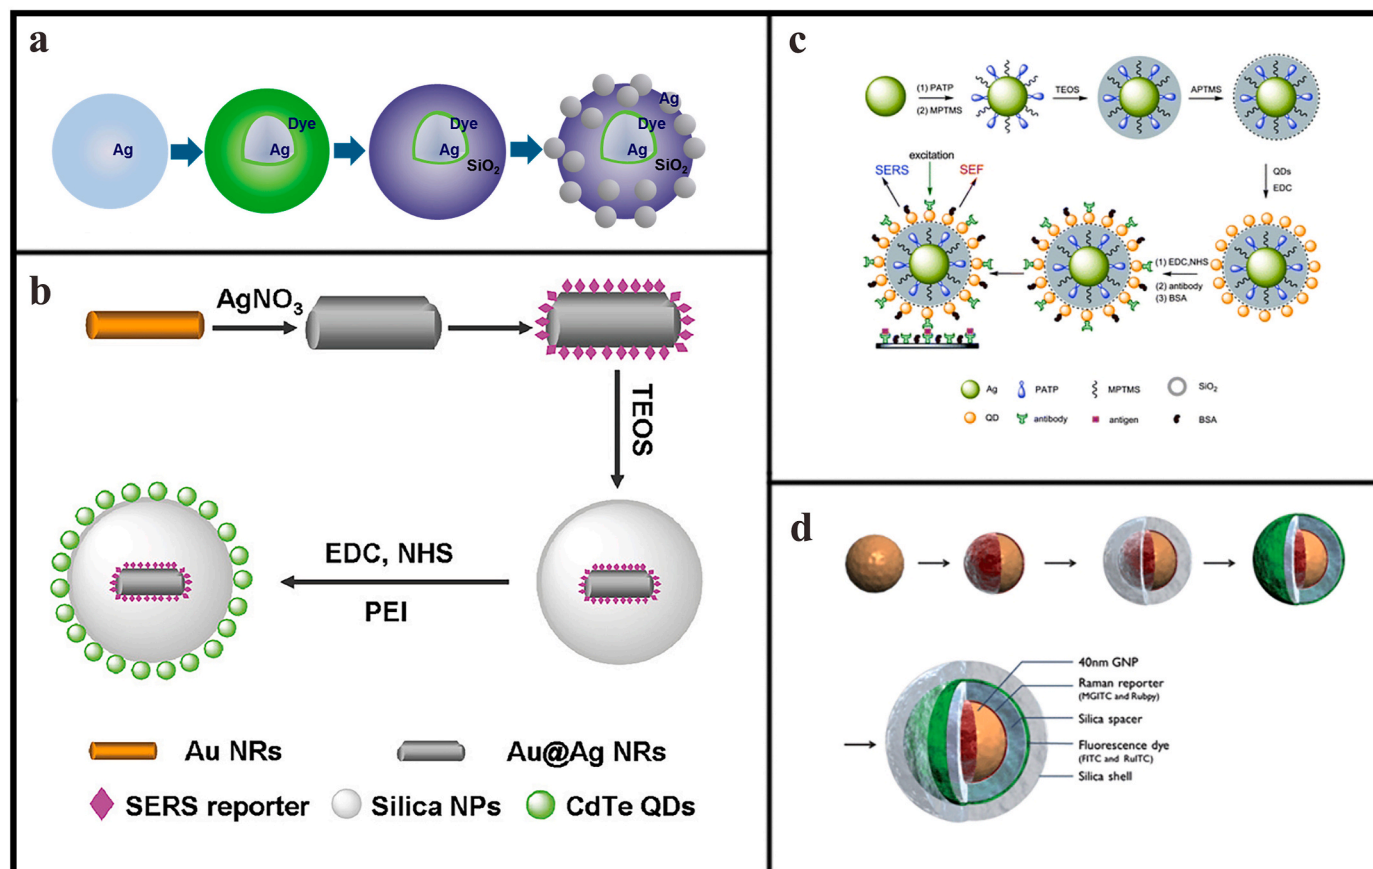 a
Ag
Dye
Ag
Dye
Ag
SiO2
Ag
Dye
Ag
SiO2
b
AgNO3
TEOS
EDC, NHS
PEI
Au NRs
Au@Ag NRs
SERS reporter
Silica NPs
CdTe QDs
c
(1) PATP
(2) MPTMS
TEOS
APTMS
QDs
EDC
excitation
SERS
SEF
(1) EDC,NHS
(2) antibody
(3) BSA
Ag
PATP
MPTMS
SiO2
QD
antibody
antigen
BSA
d
40nm GNP
Raman reporter
(MGITC and Rubpy)
Silica spacer
Fluorescence dye
(FITC and RuITC)
Silica shell